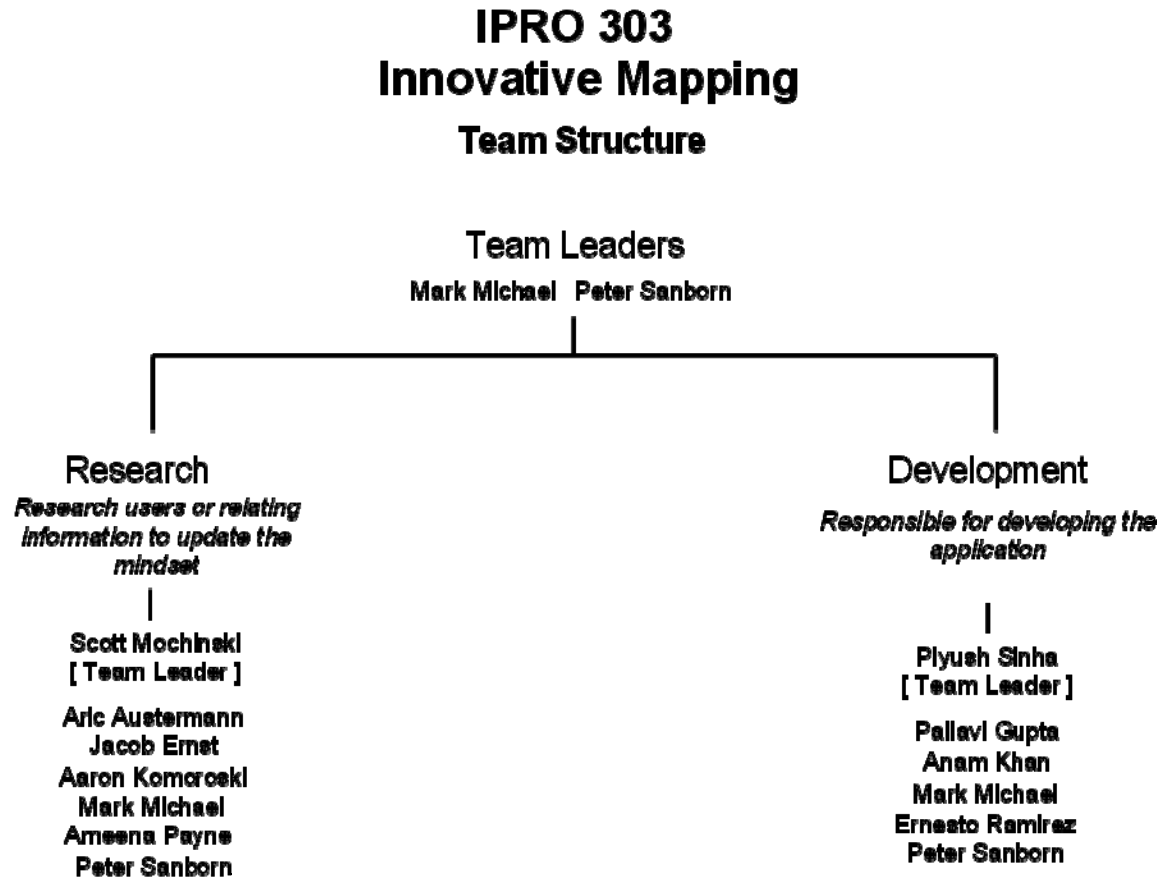 IPRO 303
Innovative Mapping
Team Structure
Team Leaders
Mark Michael Peter Sanborn
Research
Research users or relating
information to update the
mindset
Scott Mochinski
[ Team Leader ]
Aric Austermann
Jacob Ernst
Aaron Komoroski
Mark Michael
Ameena Payne
Peter Sanborn
Development
Responsible for developing the
application
Piyush Sinha
[ Team Leader ]
Pallavi Gupta
Anam Khan
Mark Michael
Ernesto Ramirez
Peter Sanborn